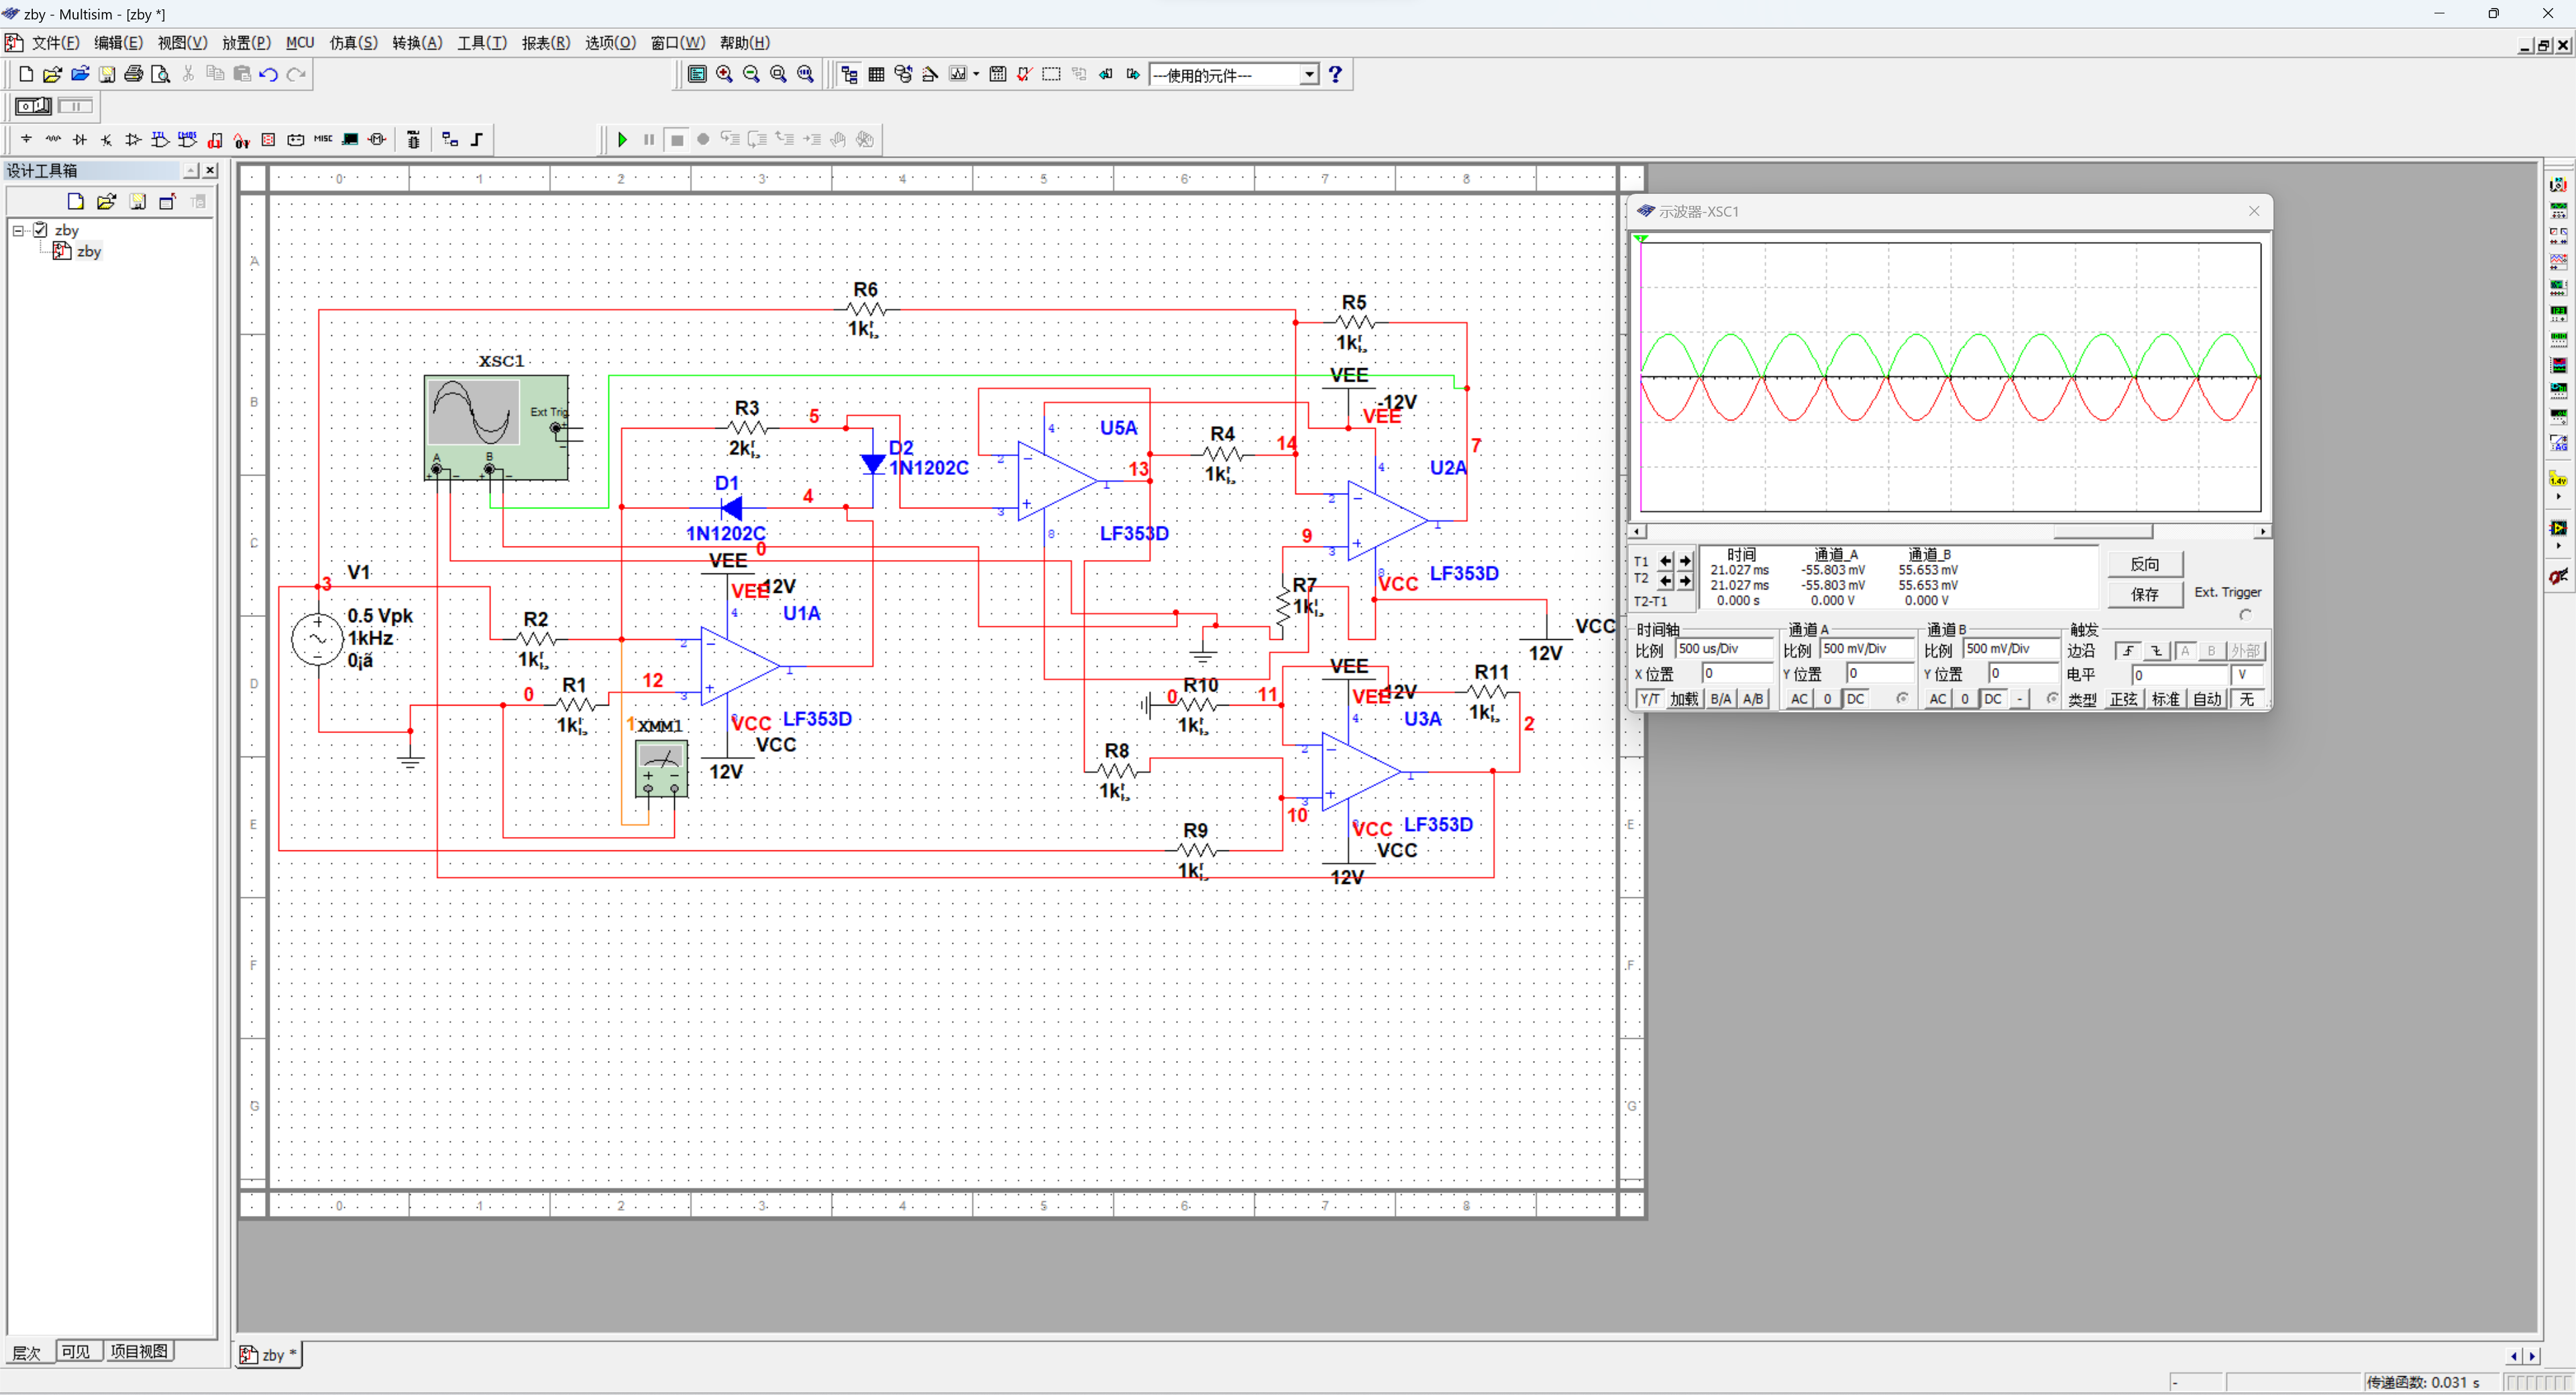 zby - Multisim - [zby *]
文件(F) 编辑(E) 视图(V) 放置(P) MCU 仿真(S) 转换(A) 工具(T) 报表(R) 选项(O) 窗口(W) 帮助(H)
---使用的元件---
MISC
设计工具箱
zby
zby
0 1 2 3 4 5 6 7 8
A
B
C
D
E
F
G
R6
1k
R5
1k
XSC1
Ext Trig
A B
VEE
-12V
VEE
R3
2k
5
D2
1N1202C
D1
1N1202C
4
0
U5A
LF353D
13
R4
1k
14
U2A
LF353D
7
9
VCC
R7
1k
VCC
12V
V1
3
0.5 Vpk
1kHz
0¡ã
R2
1k
VEE
12V
VEE
U1A
R1
1k
0
12
1
XMM1
VCC
LF353D
VCC
12V
VEE
12V
VEE
R10
1k
0
11
R11
1k
2
U3A
LF353D
R8
1k
10
VCC
VCC
12V
R9
1k
E
F
G
0 1 2 3 4 5 6 7 8
示波器-XSC1
时间 通道_A 通道_B
T1 21.027 ms -55.803 mV 55.653 mV
T2 21.027 ms -55.803 mV 55.653 mV
T2-T1 0.000 s 0.000 V 0.000 V
反向
保存
Ext. Trigger
时间轴 通道 A 通道 B 触发
比例 500 us/Div 比例 500 mV/Div 比例 500 mV/Div 边沿 A B 外部
X 位置 0 Y 位置 0 Y 位置 0 电平 0 V
Y/T 加载 B/A A/B AC 0 DC AC 0 DC - 类型 正弦 标准 自动 无
1.4v
层次 可见 项目视图
zby *
- 传递函数: 0.031 s